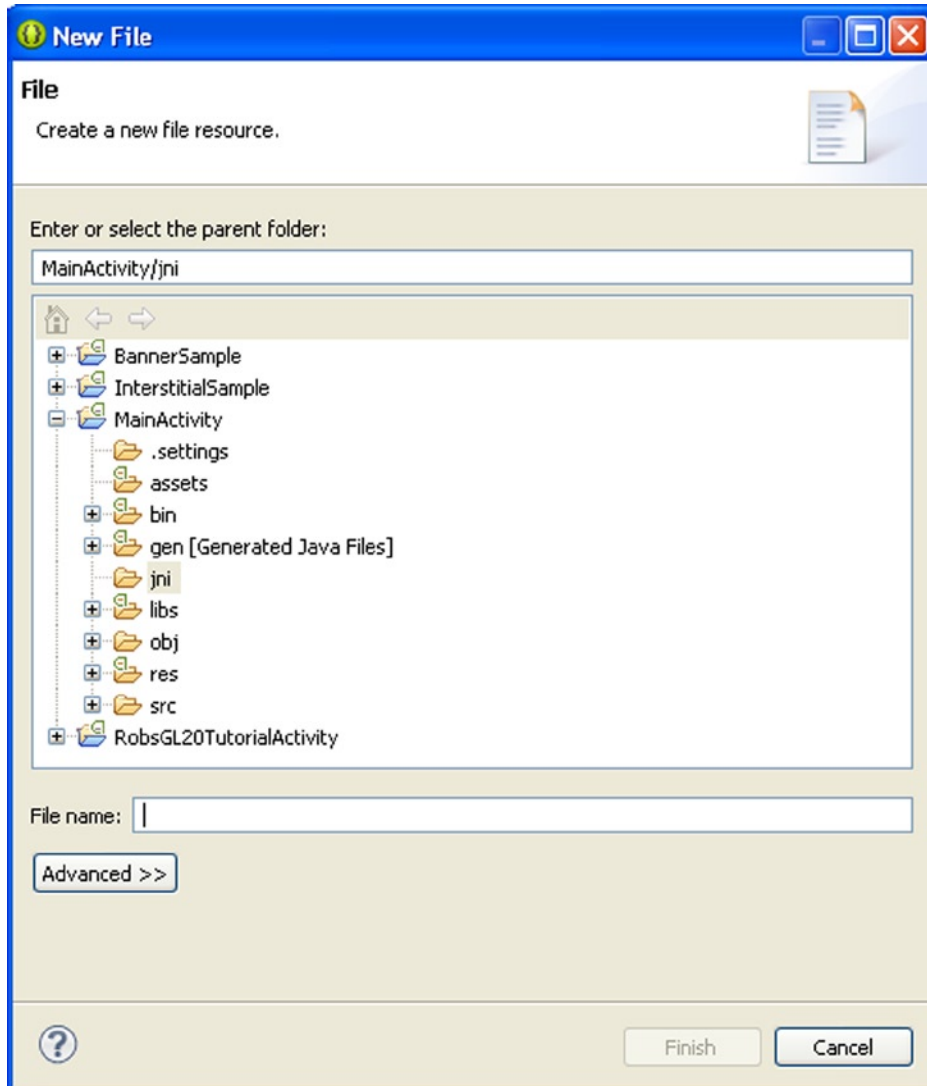 New File
File
Create a new file resource.
Enter or select the parent folder:
MainActivity/jni
BannerSample
InterstitialSample
MainActivity
.settings
assets
bin
gen [Generated Java Files]
jni
libs
obj
res
src
RobsGL20TutorialActivity
File name:
Advanced >>
Finish Cancel